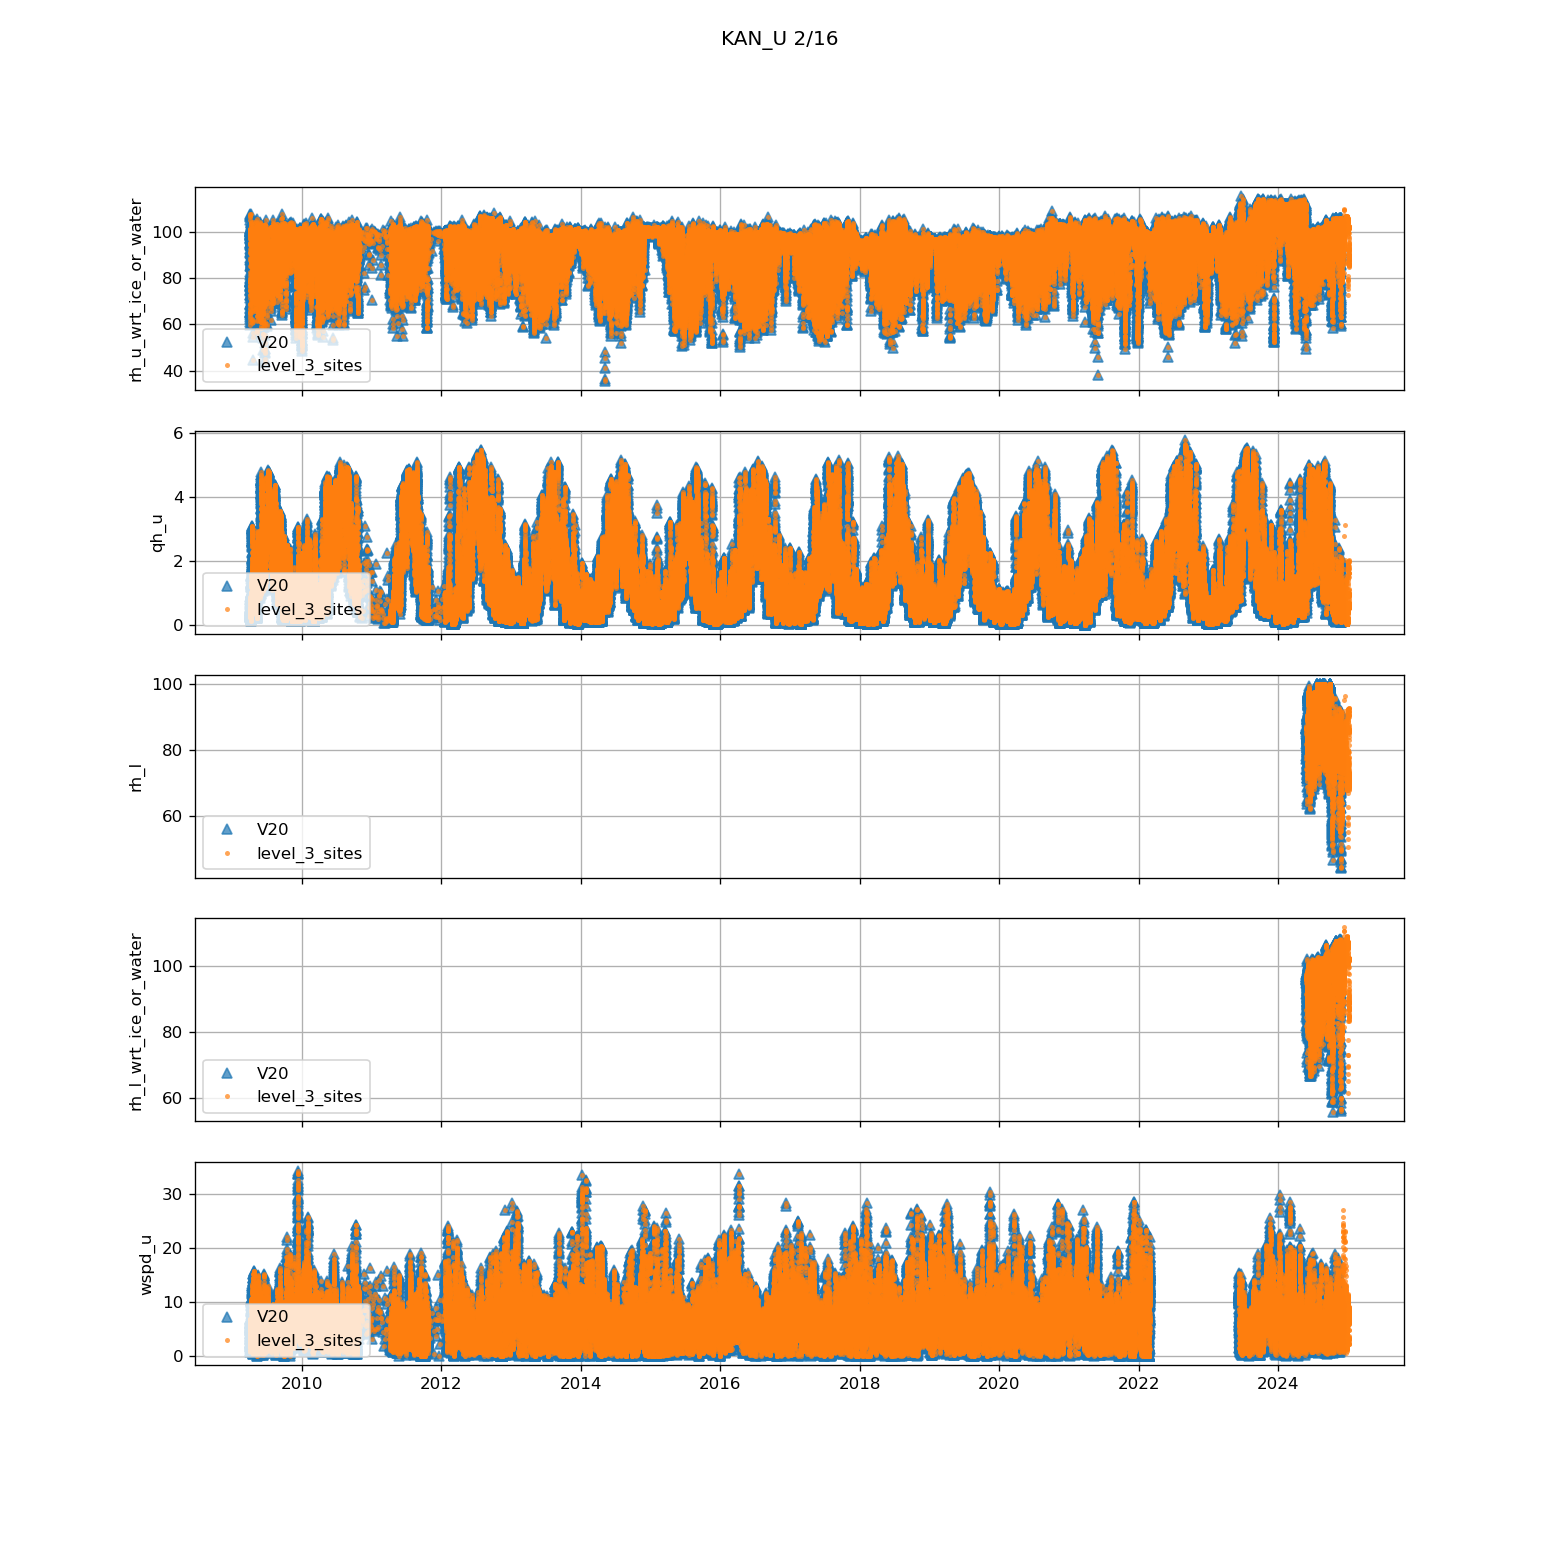 KAN_U 2/16
rh_u_wrt_ice_or_water
100
80
60
40
V20
level_3_sites
qh_u
6
4
2
0
V20
level_3_sites
rh_l
100
80
60
V20
level_3_sites
rh_l_wrt_ice_or_water
100
80
60
V20
level_3_sites
wspd_u
30
20
10
0
V20
level_3_sites
2010 2012 2014 2016 2018 2020 2022 2024